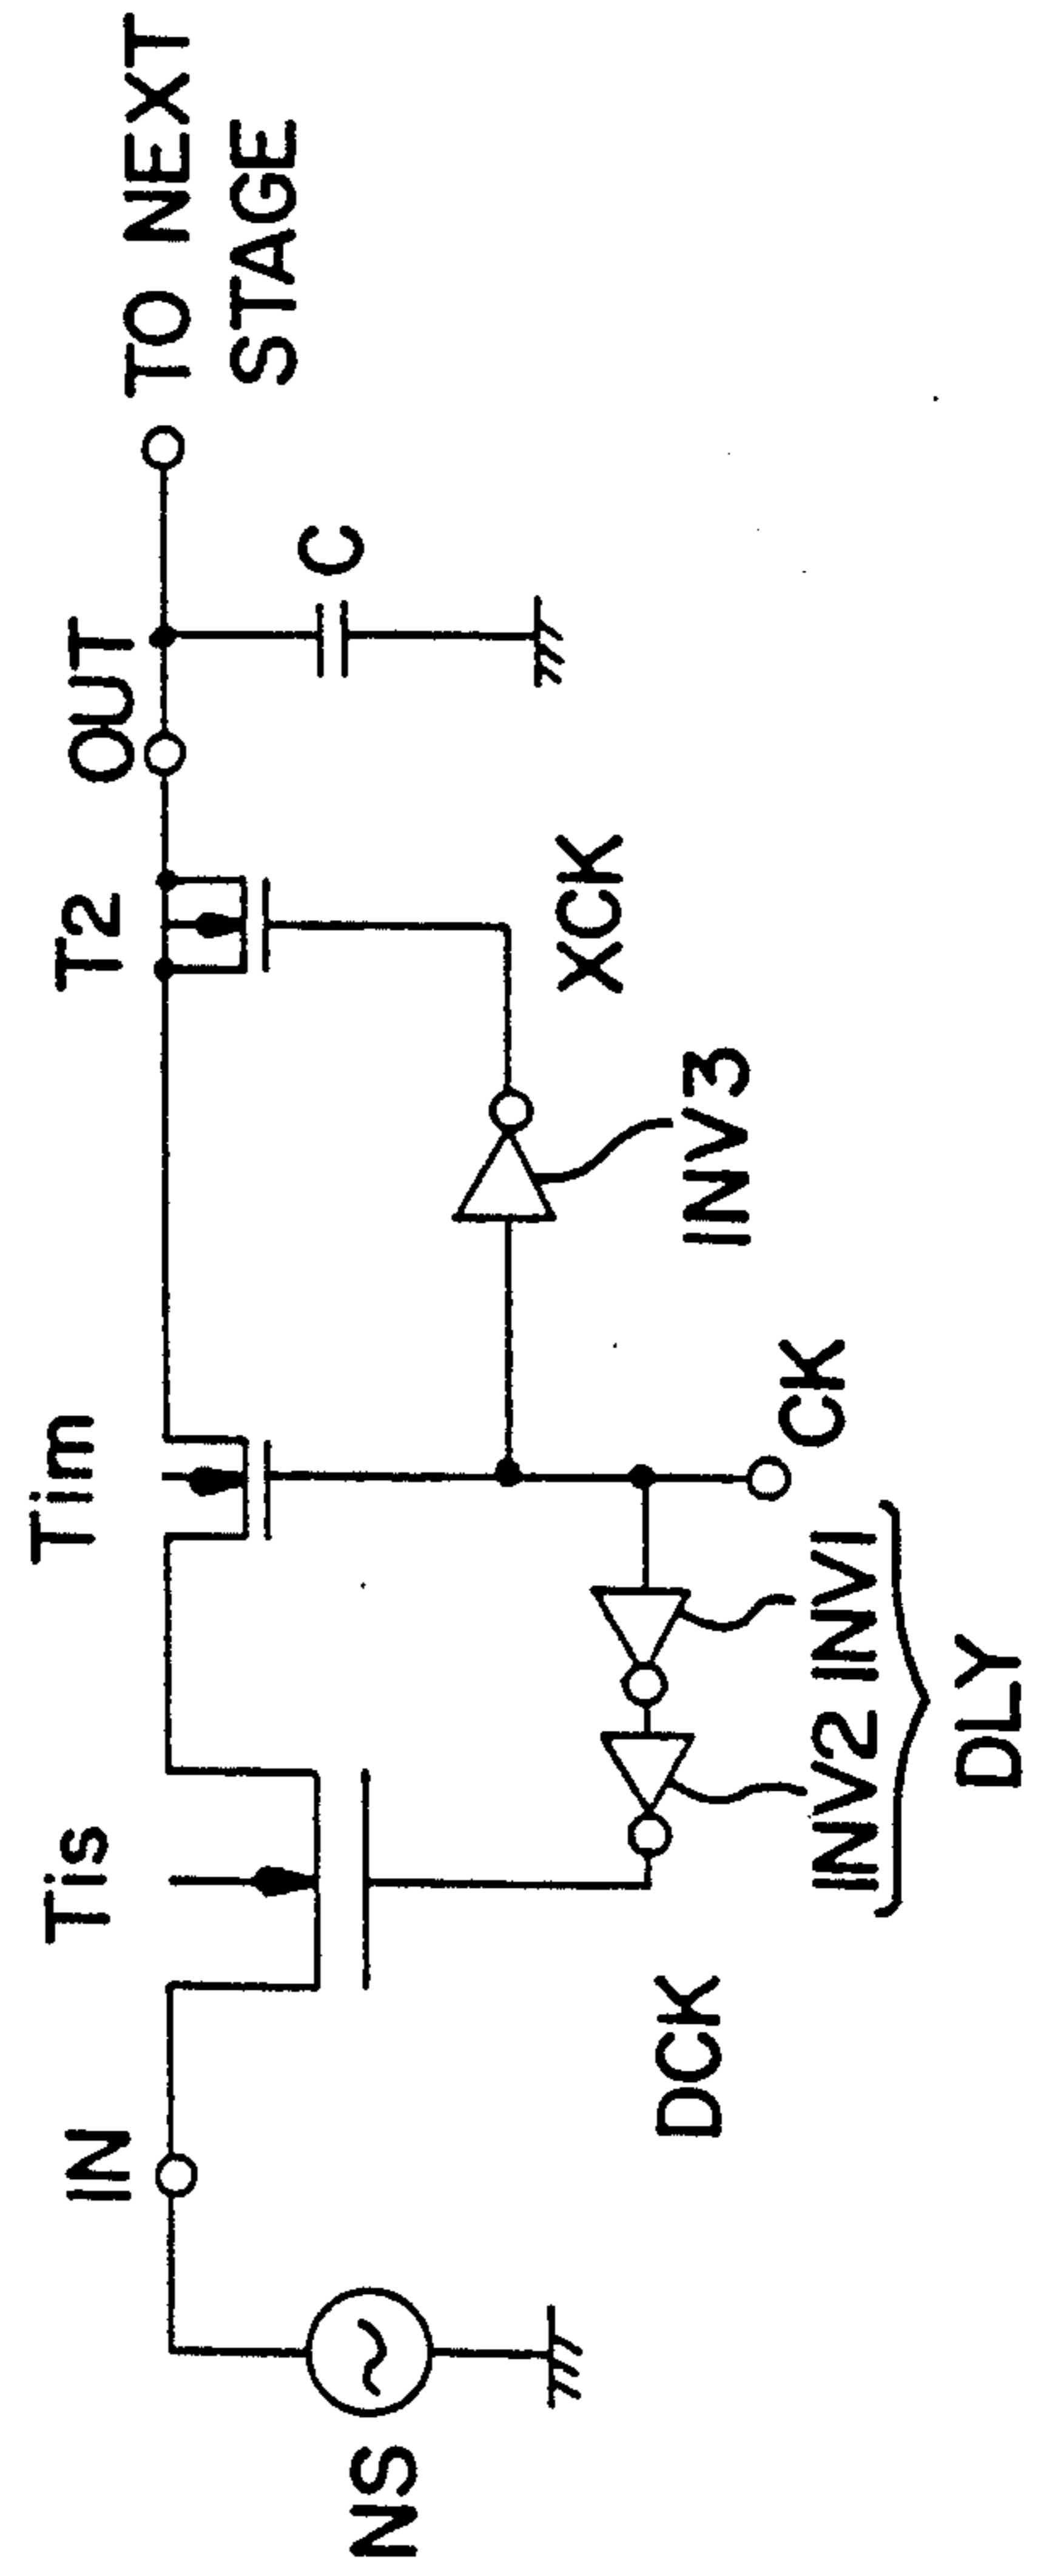 NS
IN
Tis
Tim
T2
OUT
TO NEXT
STAGE
C
DCK
INV2
INV1
DLY
CK
INV3
XCK